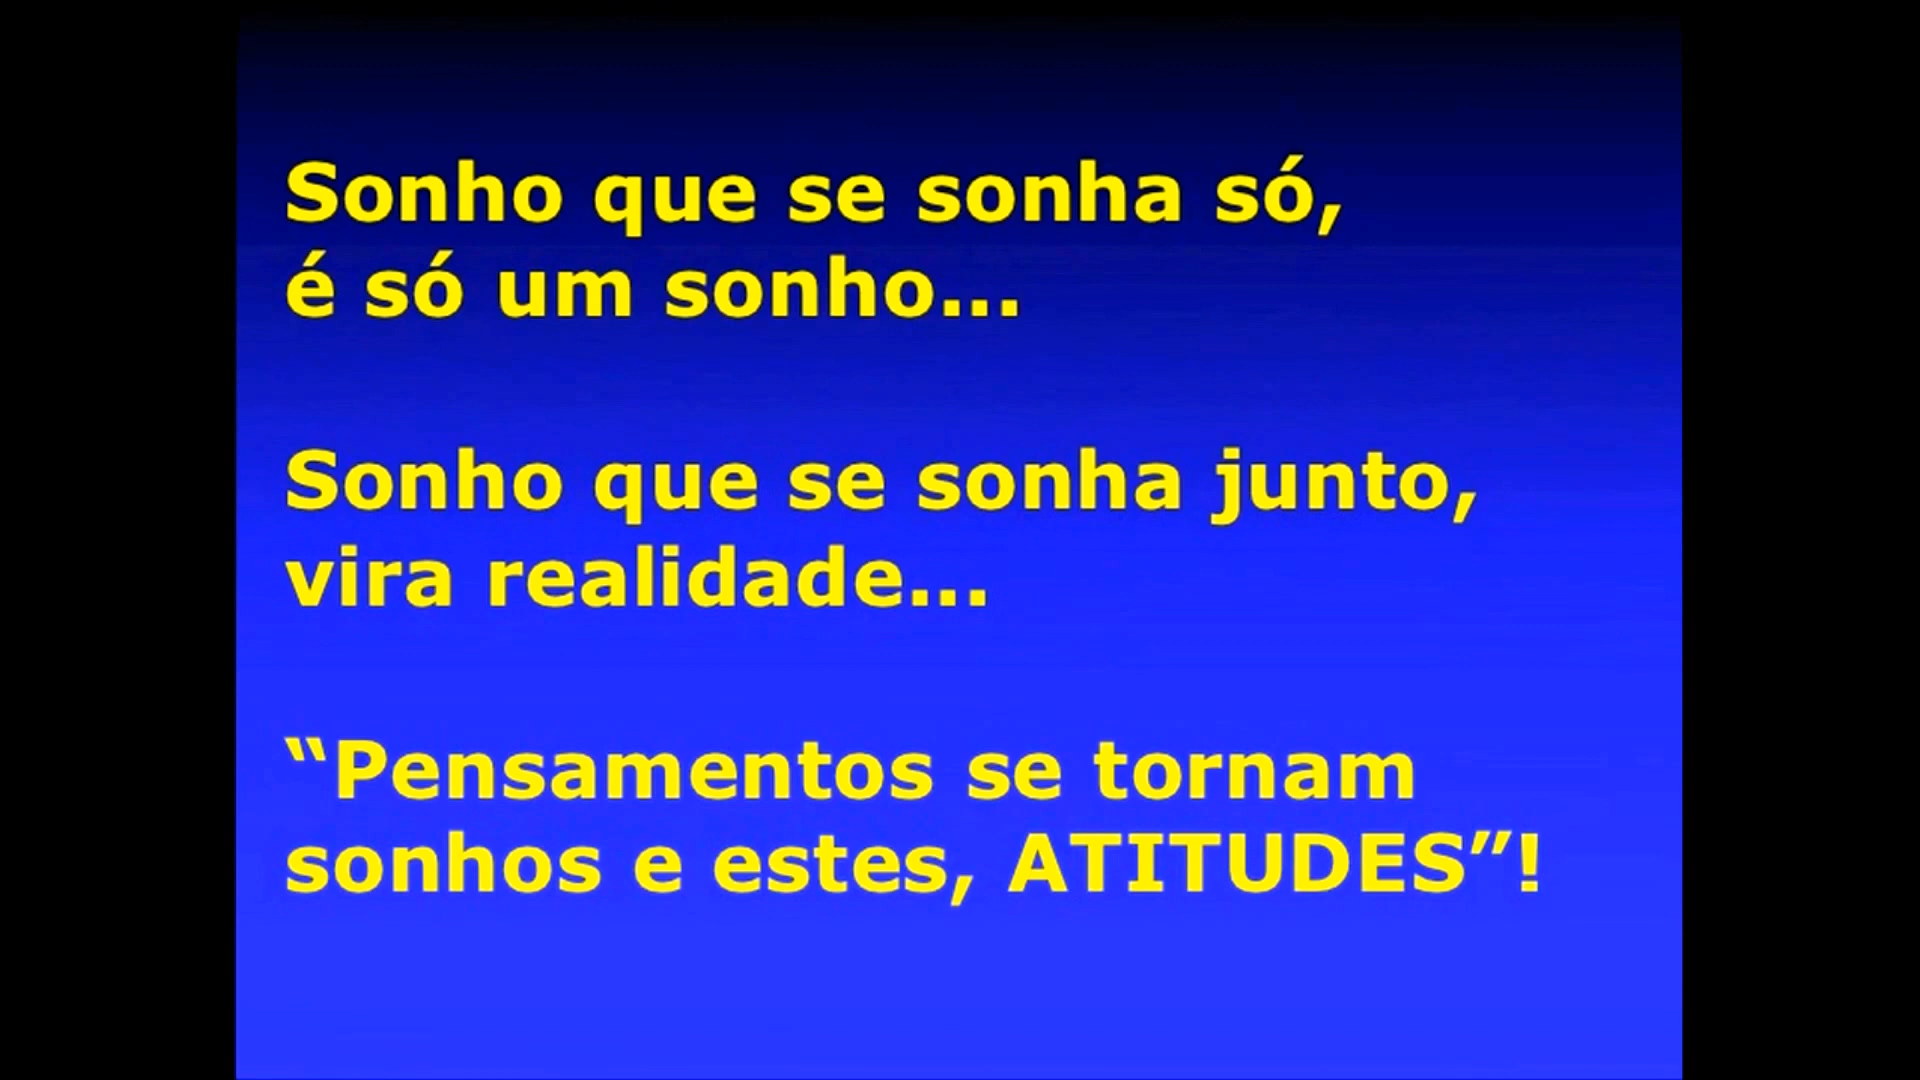 Sonho que se sonha só,
é só um sonho...
Sonho que se sonha junto,
vira realidade...
“Pensamentos se tornam
sonhos e estes, ATITUDES”!